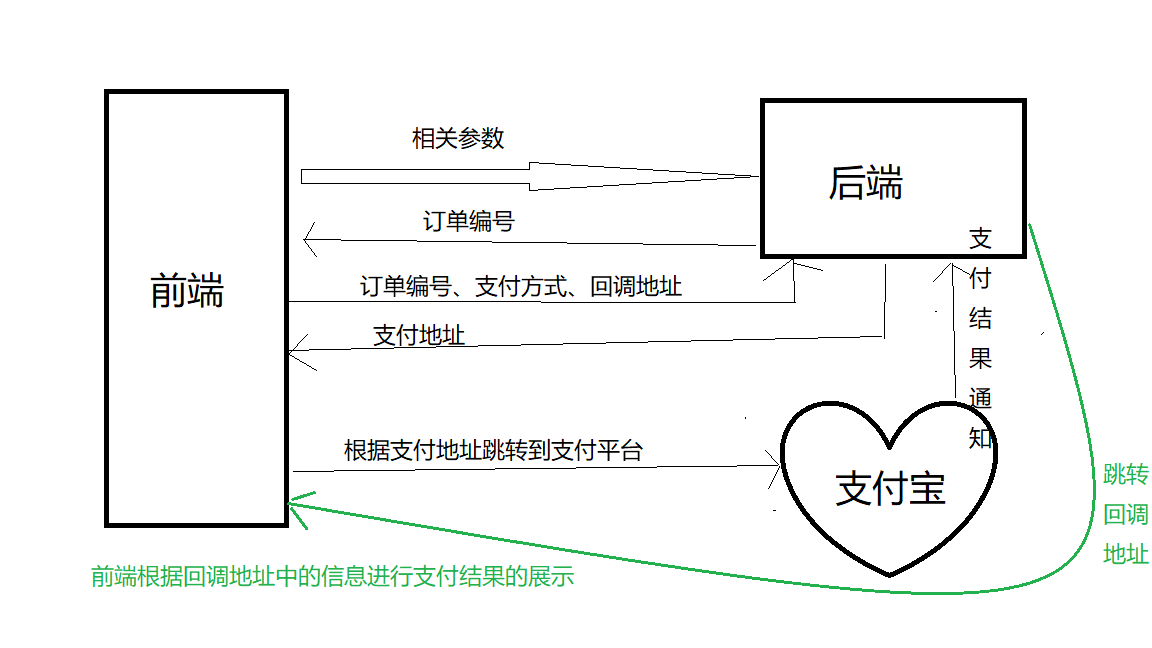 相关参数
后端
订单编号
前端
订单编号、支付方式、回调地址
支付地址
支付结果通知
根据支付地址跳转到支付平台
支付宝
跳转
回调
地址
前端根据回调地址中的信息进行支付结果的展示